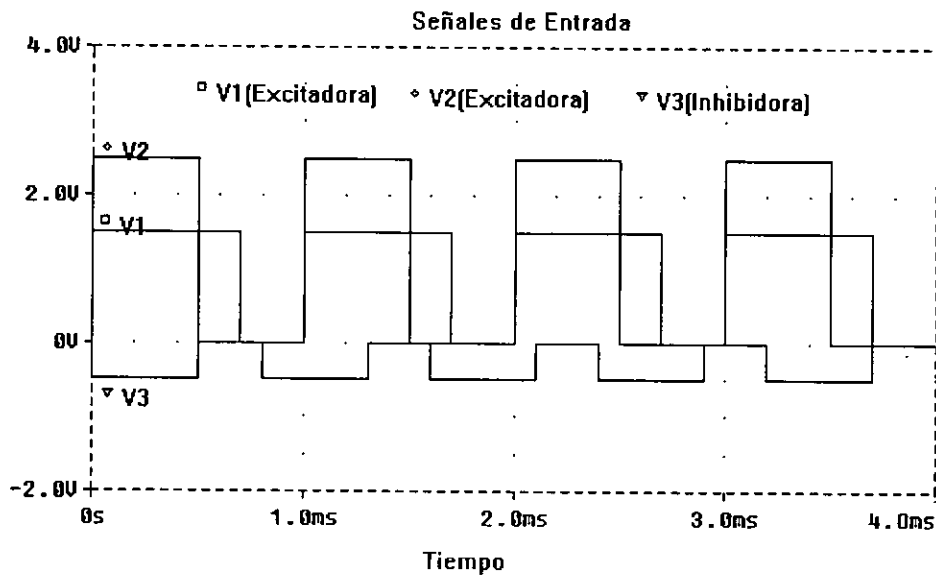 Señales de Entrada
4.0V
V1(Excitadora) V2(Excitadora) V3(Inhibidora)
V2
2.0V
V1
0V
V3
-2.0V
0s 1.0ms 2.0ms 3.0ms 4.0ms
Tiempo